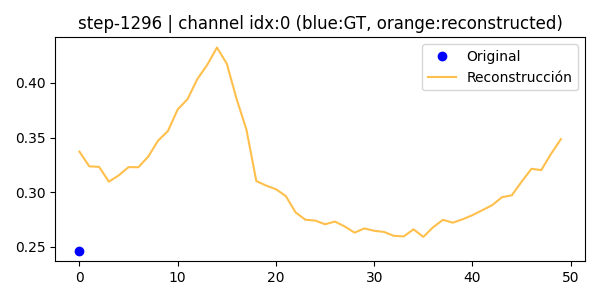 step-1296 | channel idx:0 (blue:GT, orange:reconstructed)
Original
Reconstrucción
0.40
0.35
0.30
0.25
0 10 20 30 40 50